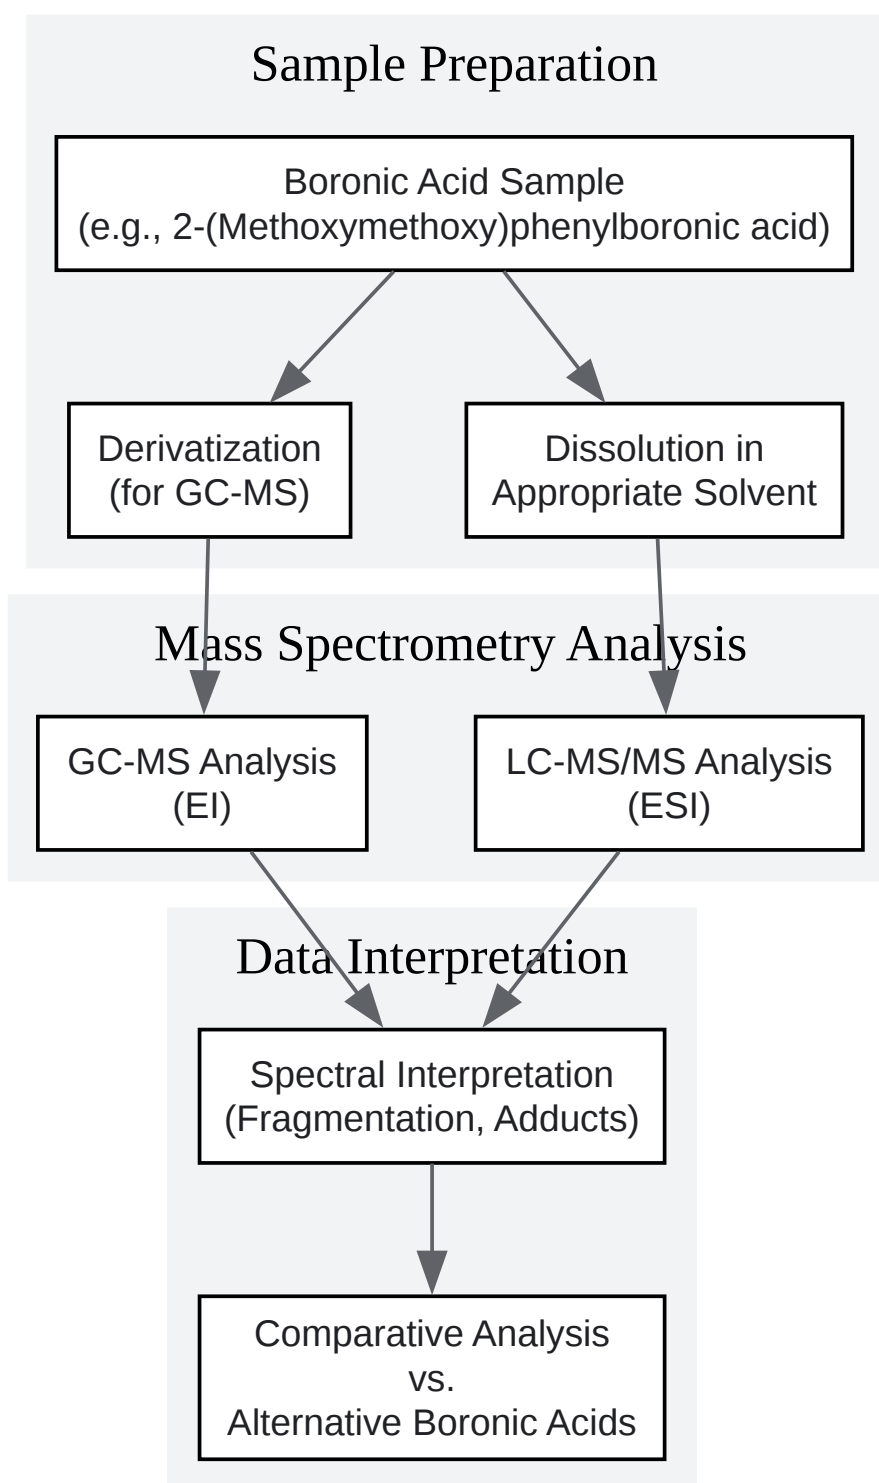 Sample Preparation
Boronic Acid Sample
(e.g., 2-(Methoxymethoxy)phenylboronic acid)
Derivatization
(for GC-MS)
Dissolution in
Appropriate Solvent
Mass Spectrometry Analysis
GC-MS Analysis
(EI)
LC-MS/MS Analysis
(ESI)
Data Interpretation
Spectral Interpretation
(Fragmentation, Adducts)
Comparative Analysis
vs.
Alternative Boronic Acids